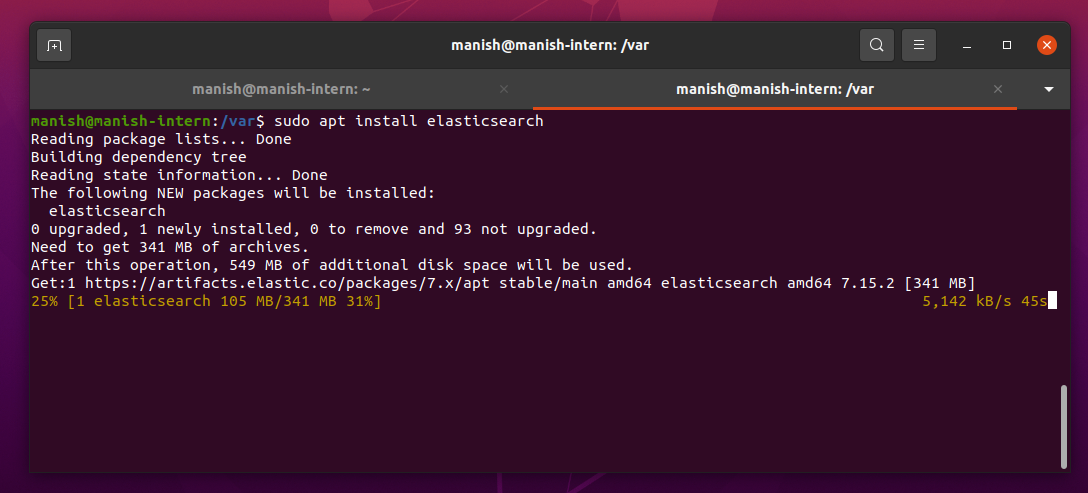 manish@manish-intern: /var
manish@manish-intern: ~
manish@manish-intern: /var
manish@manish-intern:/var$ sudo apt install elasticsearch
Reading package lists... Done
Building dependency tree
Reading state information... Done
The following NEW packages will be installed:
  elasticsearch
0 upgraded, 1 newly installed, 0 to remove and 93 not upgraded.
Need to get 341 MB of archives.
After this operation, 549 MB of additional disk space will be used.
Get:1 https://artifacts.elastic.co/packages/7.x/apt stable/main amd64 elasticsearch amd64 7.15.2 [341 MB]
25% [1 elasticsearch 105 MB/341 MB 31%] 5,142 kB/s 45s